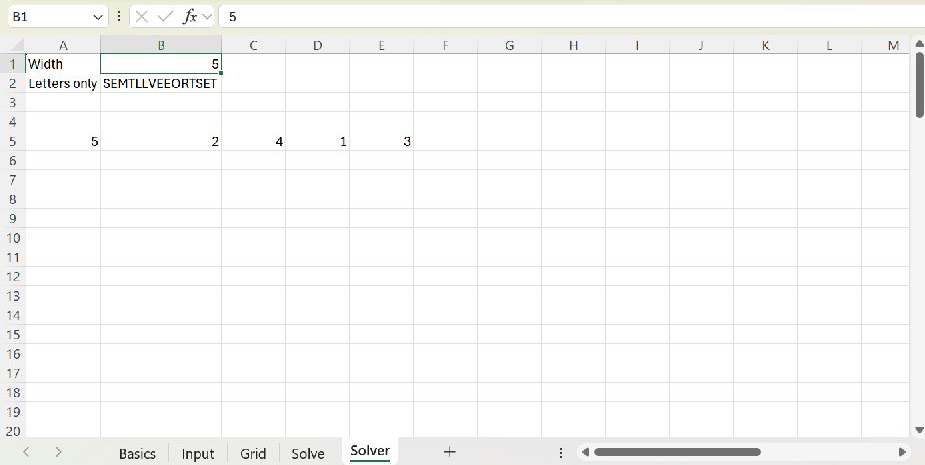 B1 fx 5
A B C D E F G H I J K L M
1 Width 5
2 Letters only SEMTLLVEEORTSET
3
4
5 5 2 4 1 3
6
7
8
9
10
11
12
13
14
15
16
17
18
19
20
Basics Input Grid Solve Solver +